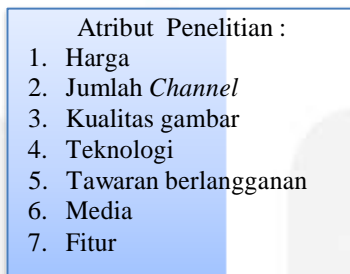 Atribut Penelitian :
1. Harga
2. Jumlah Channel
3. Kualitas gambar
4. Teknologi
5. Tawaran berlangganan
6. Media
7. Fitur